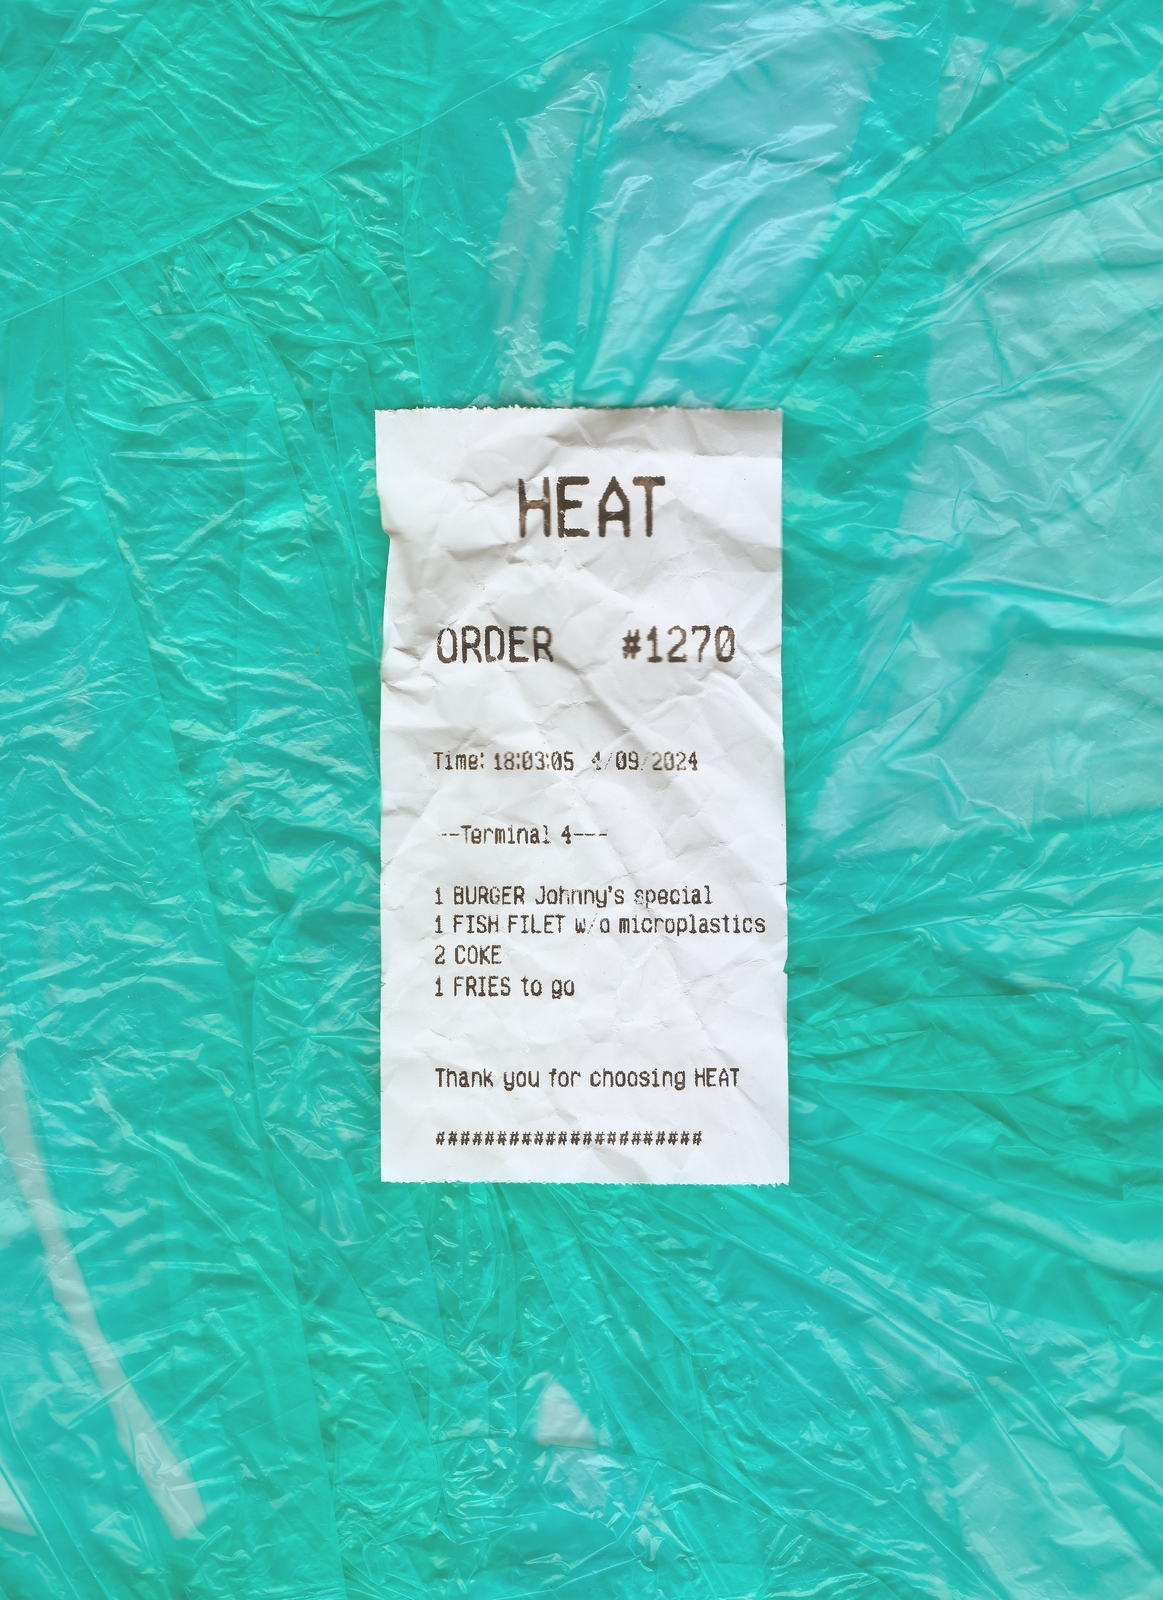 HEAT
ORDER #1270
Time: 18:03:05 4/09/2024
--Terminal 4---
1 BURGER Johnny's special
1 FISH FILET w/o microplastics
2 COKE
1 FRIES to go
Thank you for choosing HEAT
######################